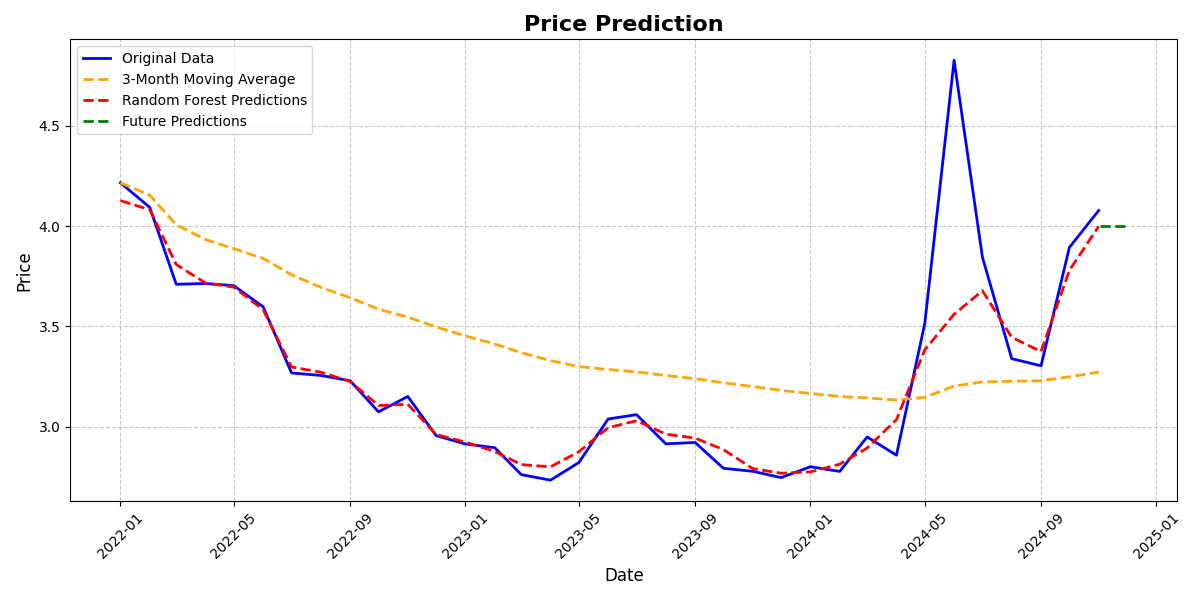 Price Prediction
Original Data
3-Month Moving Average
Random Forest Predictions
Future Predictions
Price
4.5
4.0
3.5
3.0
2022-01
2022-05
2022-09
2023-01
2023-05
2023-09
2024-01
2024-05
2024-09
2025-01
Date